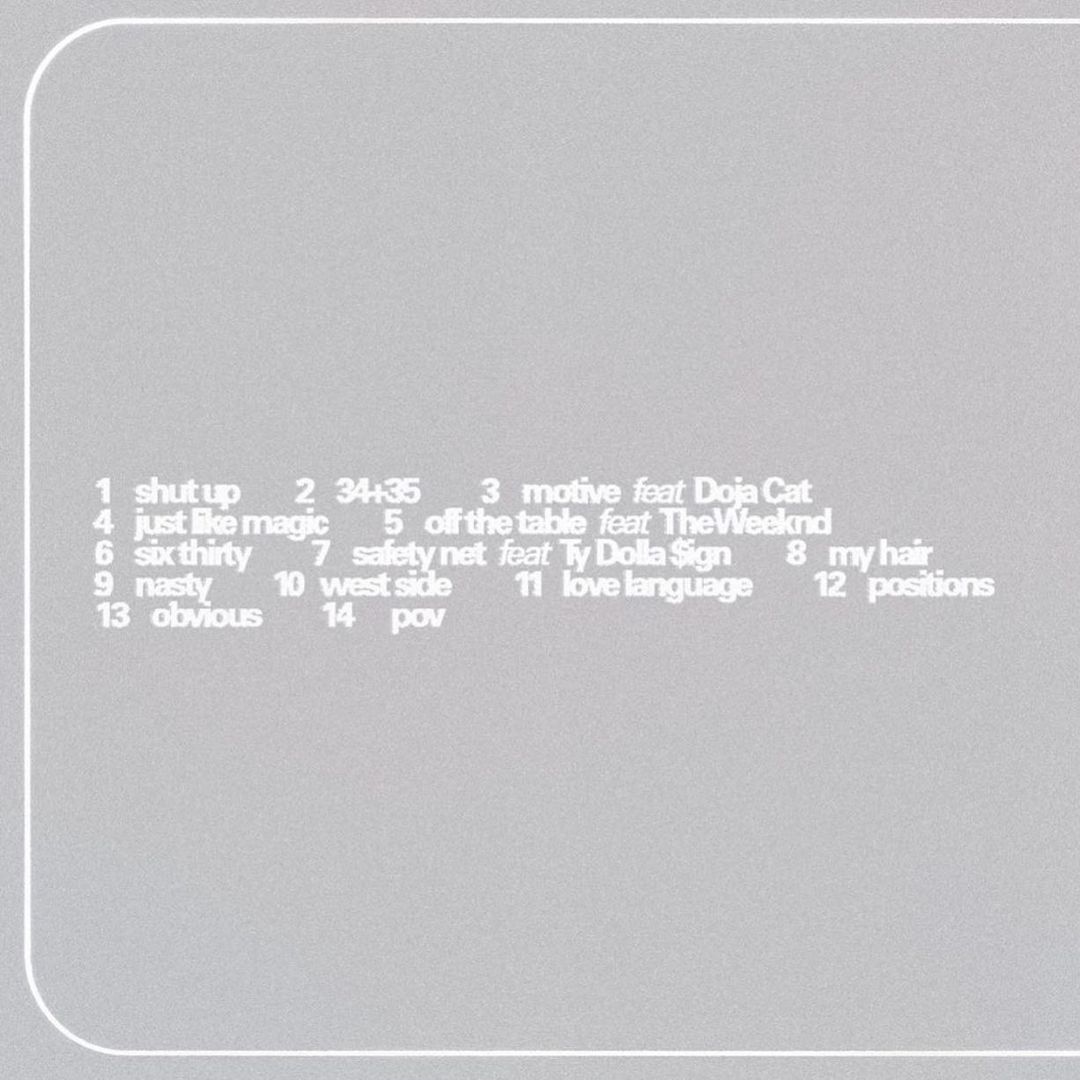 1 shut up 2 34+35 3 motive feat Doja Cat
4 just like magic 5 off the table feat The Weeknd
6 six thirty 7 safety net feat Ty Dolla $ign 8 my hair
9 nasty 10 west side 11 love language 12 positions
13 obvious 14 pov